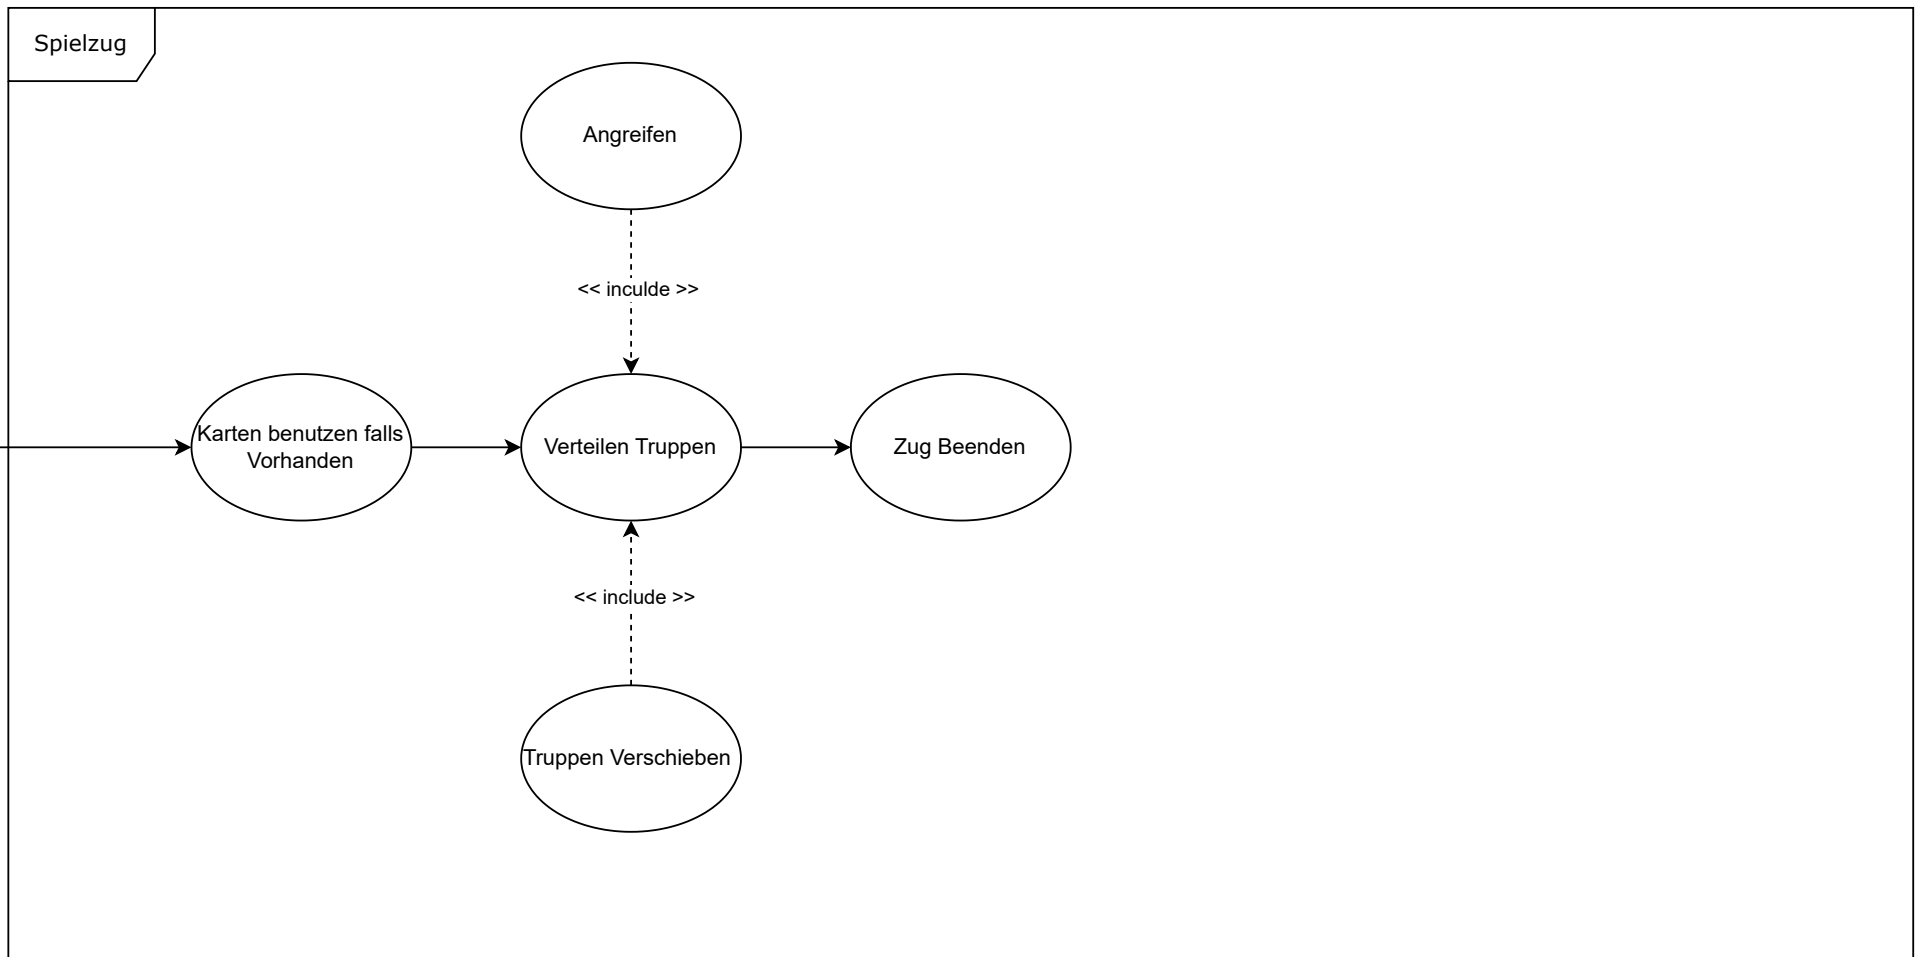 Spielzug
Angreifen
<< inculde >>
Karten benutzen falls
Vorhanden
Verteilen Truppen
Zug Beenden
<< include >>
Truppen Verschieben